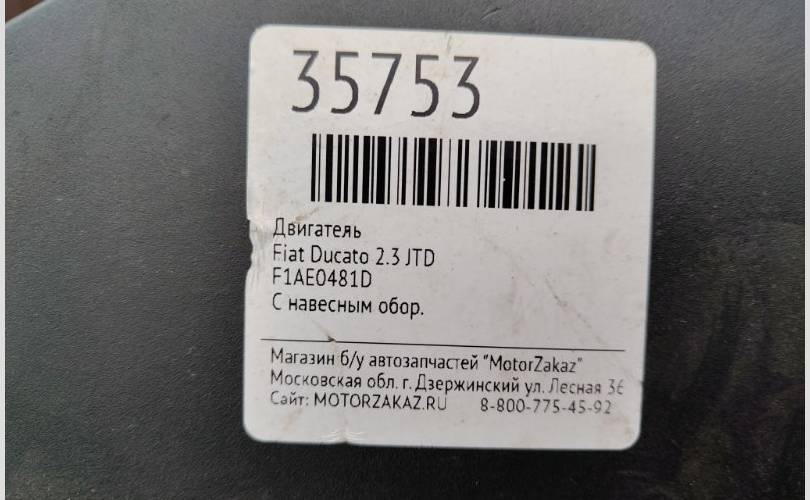 35753
Двигатель
Fiat Ducato 2.3 JTD
F1AE0481D
С навесным обор.
Магазин б/у автозапчастей "MotorZakaz"
Московская обл. г. Дзержинский ул. Лесная 36
Сайт: MOTORZAKAZ.RU 8-800-775-45-92